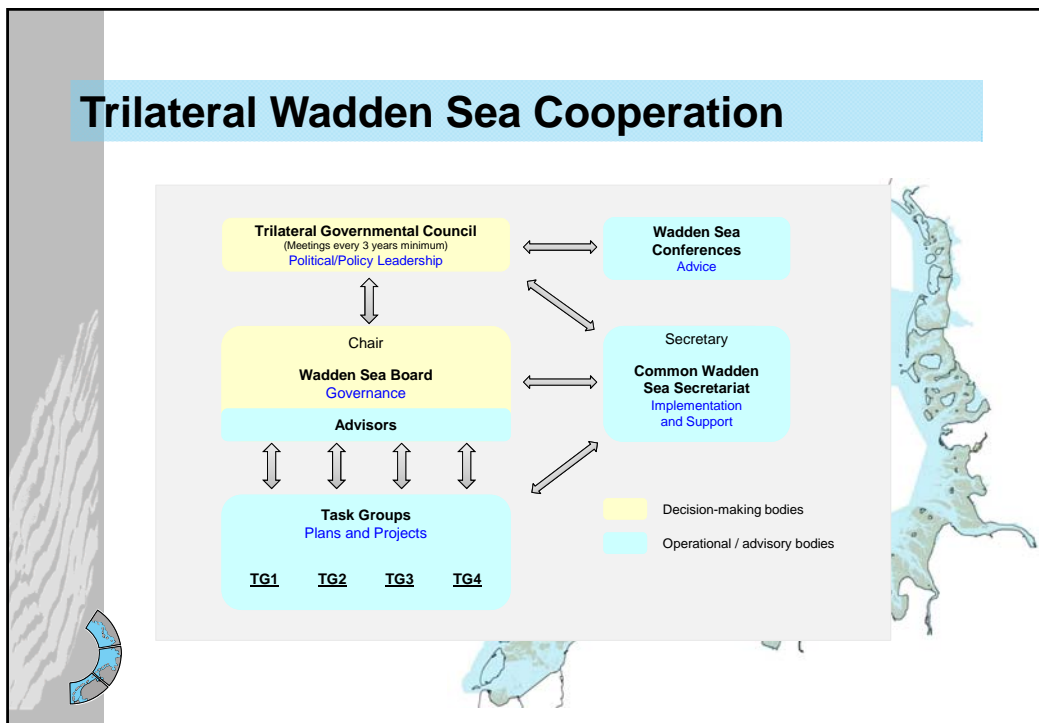 Trilateral Wadden Sea Cooperation
Trilateral Governmental Council
(Meetings every 3 years minimum)
Political/Policy Leadership
Wadden Sea
Conferences
Advice
Chair
Wadden Sea Board
Governance
Advisors
Secretary
Common Wadden
Sea Secretariat
Implementation
and Support
Task Groups
Plans and Projects
TG1 TG2 TG3 TG4
Decision-making bodies
Operational / advisory bodies